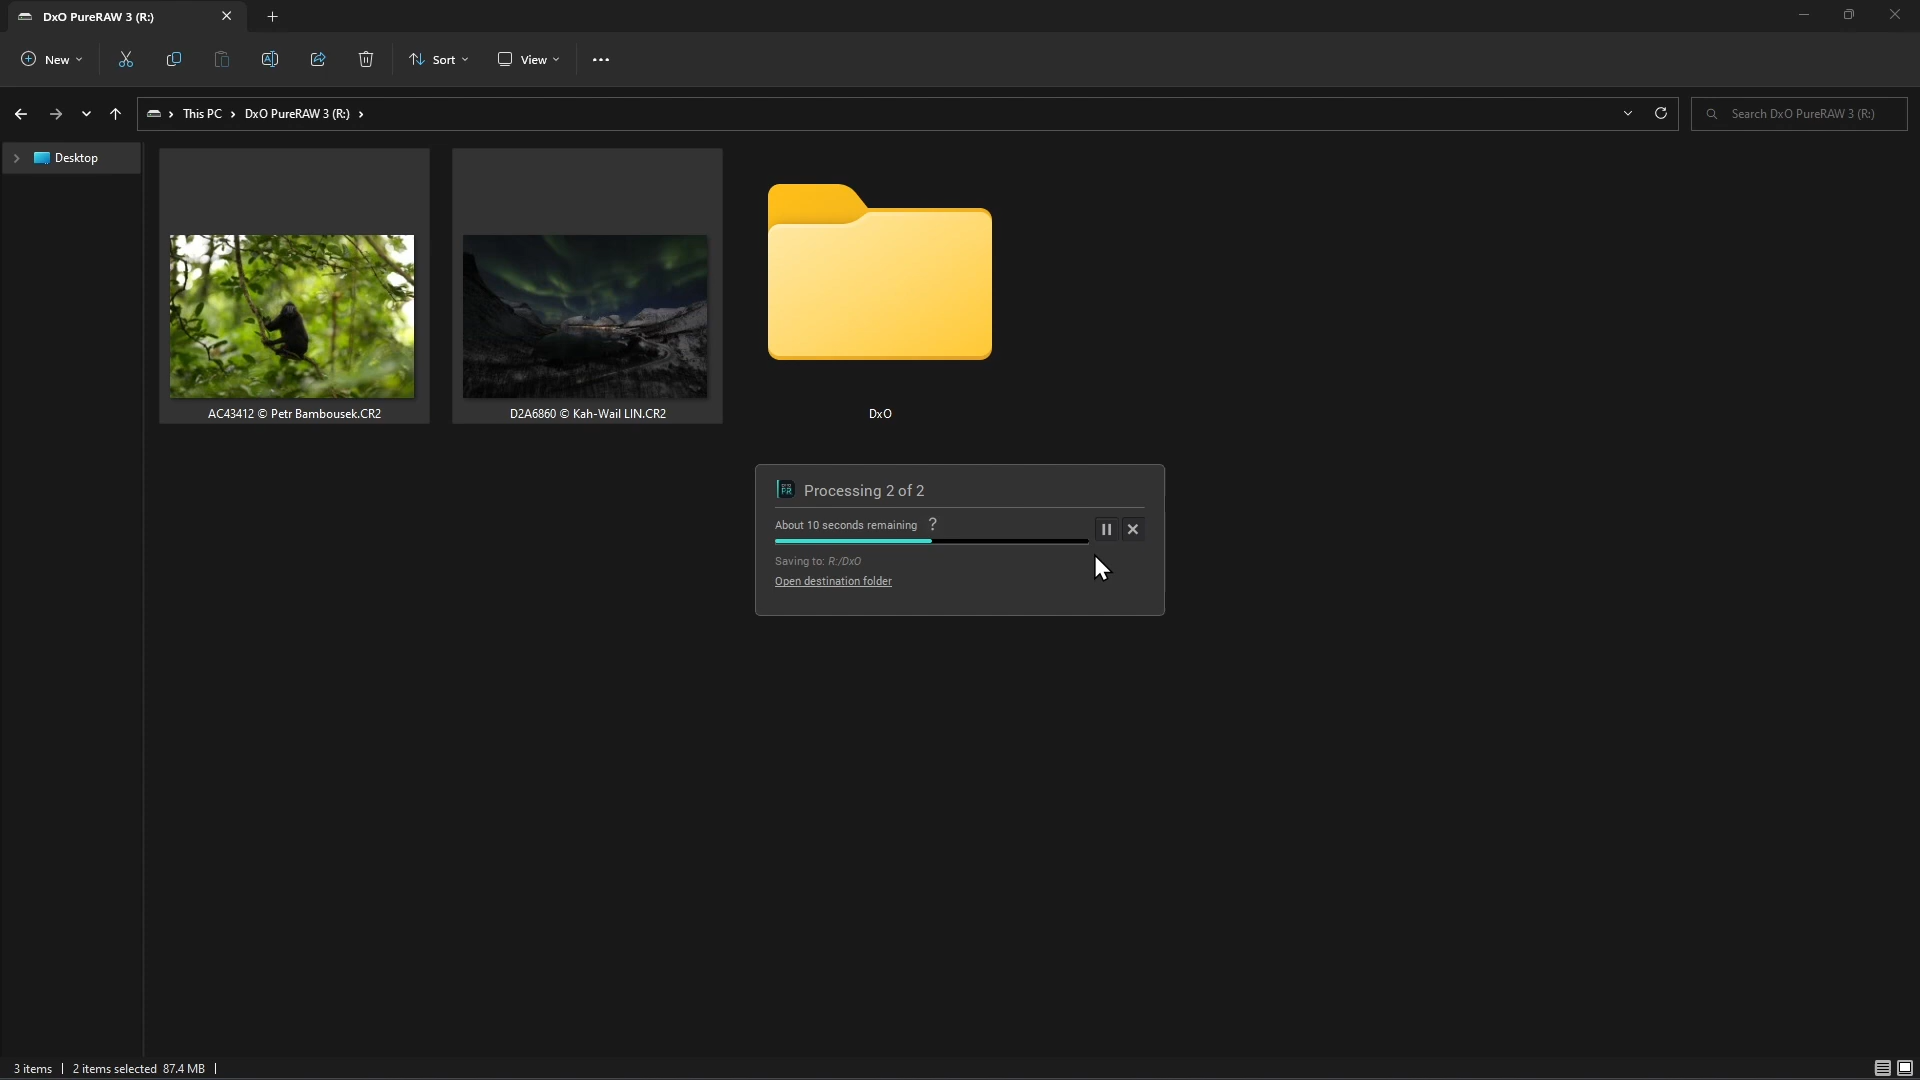 DxO PureRAW 3 (R:)
New
Sort
View
This PC
DxO PureRAW 3 (R:)
Search DxO PureRAW 3 (R:)
Desktop
AC43412 © Petr Bambousek.CR2
D2A6860 © Kah-Wail LIN.CR2
DxO
PR
Processing 2 of 2
About 10 seconds remaining ?
Saving to: R:/DxO
Open destination folder
3 items
2 items selected 87.4 MB